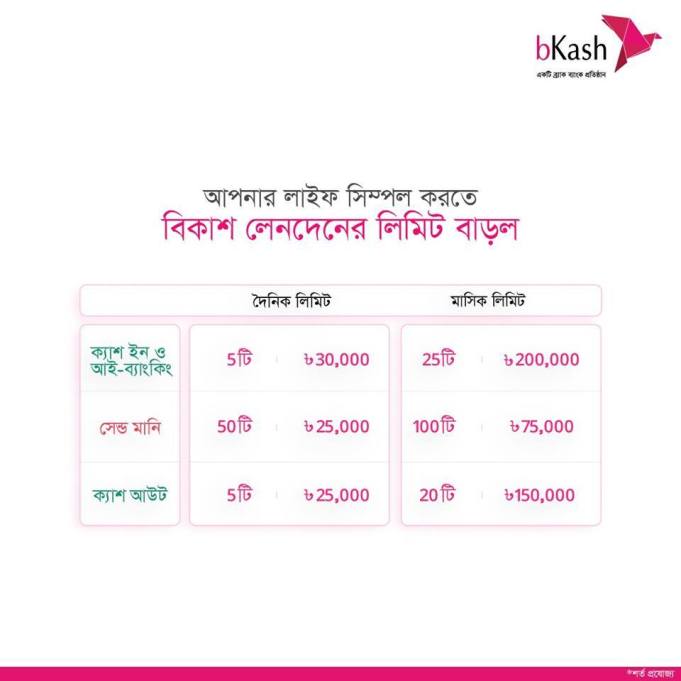 bKash
একটি ব্র্যাক ব্যাংক প্রতিষ্ঠান
আপনার লাইফ সিম্পল করতে
বিকাশ লেনদেনের লিমিট বাড়ল
দৈনিক লিমিট মাসিক লিমিট
ক্যাশ ইন ও
আই-ব্যাংকিং
5টি ৳30,000 25টি ৳200,000
সেন্ড মানি 50টি ৳25,000 100টি ৳75,000
ক্যাশ আউট 5টি ৳25,000 20টি ৳150,000
*শর্ত প্রযোজ্য